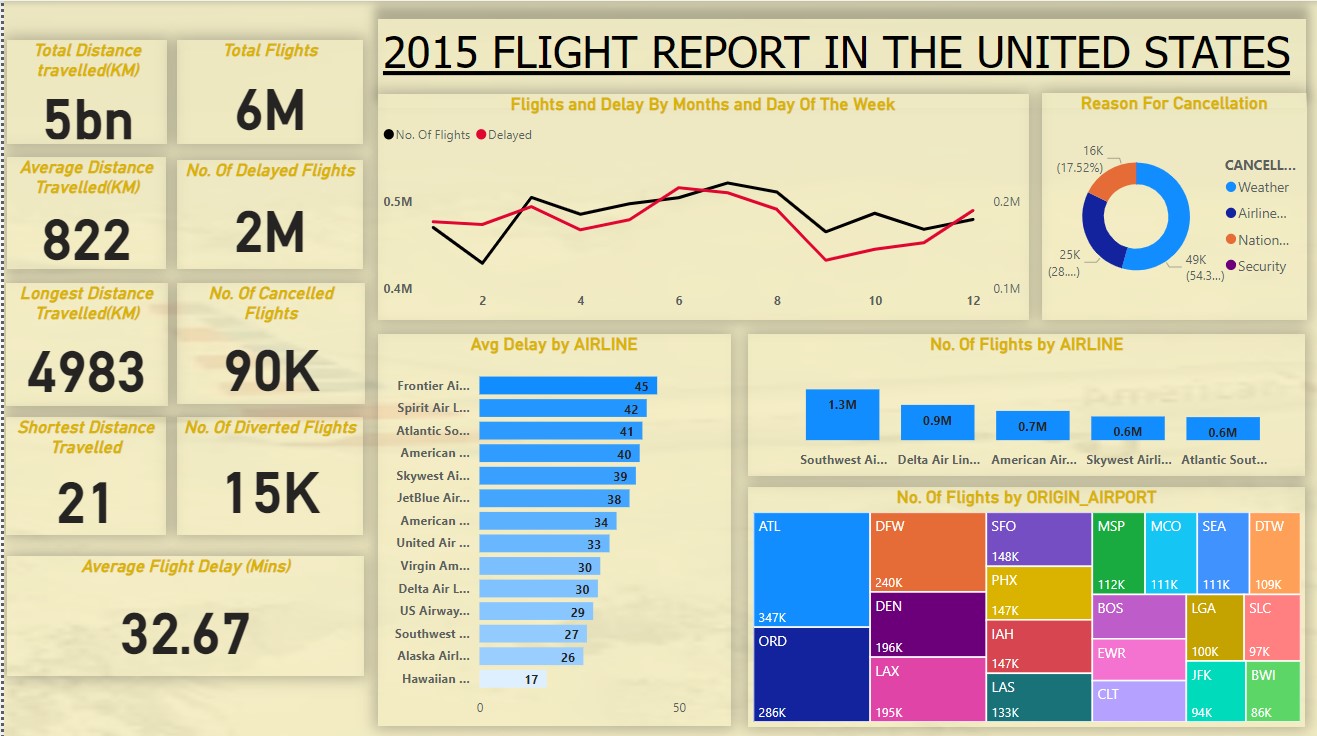 2015 FLIGHT REPORT IN THE UNITED STATES
Total Distance
travelled(KM)
5bn
Total Flights
6M
Average Distance
Travelled(KM)
822
No. Of Delayed Flights
2M
Longest Distance
Travelled(KM)
4983
No. Of Cancelled
Flights
90K
Shortest Distance
Travelled
21
No. Of Diverted Flights
15K
Average Flight Delay (Mins)
32.67
Flights and Delay By Months and Day Of The Week
No. Of Flights Delayed
0.5M
0.4M
0.2M
0.1M
2 4 6 8 10 12
Reason For Cancellation
16K
(17.52%)
25K
(28....)
49K
(54.3...)
CANCELL...
Weather
Airline...
Nation...
Security
Avg Delay by AIRLINE
Frontier Ai... 45
Spirit Air L... 42
Atlantic So... 41
American ... 40
Skywest Ai... 39
JetBlue Air... 38
American ... 34
United Air ... 33
Virgin Am... 30
Delta Air L... 30
US Airway... 29
Southwest ... 27
Alaska Airl... 26
Hawaiian ... 17
0 50
No. Of Flights by AIRLINE
1.3M 0.9M 0.7M 0.6M 0.6M
Southwest Ai... Delta Air Lin... American Air... Skywest Airli... Atlantic Sout...
No. Of Flights by ORIGIN_AIRPORT
ATL
347K
ORD
286K
DFW
240K
DEN
196K
LAX
195K
SFO
148K
PHX
147K
IAH
147K
LAS
133K
MSP
112K
MCO
111K
SEA
111K
DTW
109K
BOS
EWR
CLT
LGA
100K
SLC
97K
JFK
94K
BWI
86K